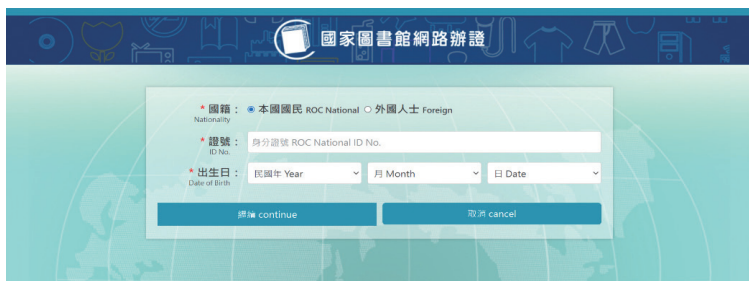 國家圖書館網路辦證
* 國籍： 本國國民 ROC National 外國人士 Foreign
Nationality
* 證號： 身分證號 ROC National ID No.
ID No.
* 出生日： 民國年 Year 月 Month 日 Date
Date of Birth
繼續 continue 取消 cancel